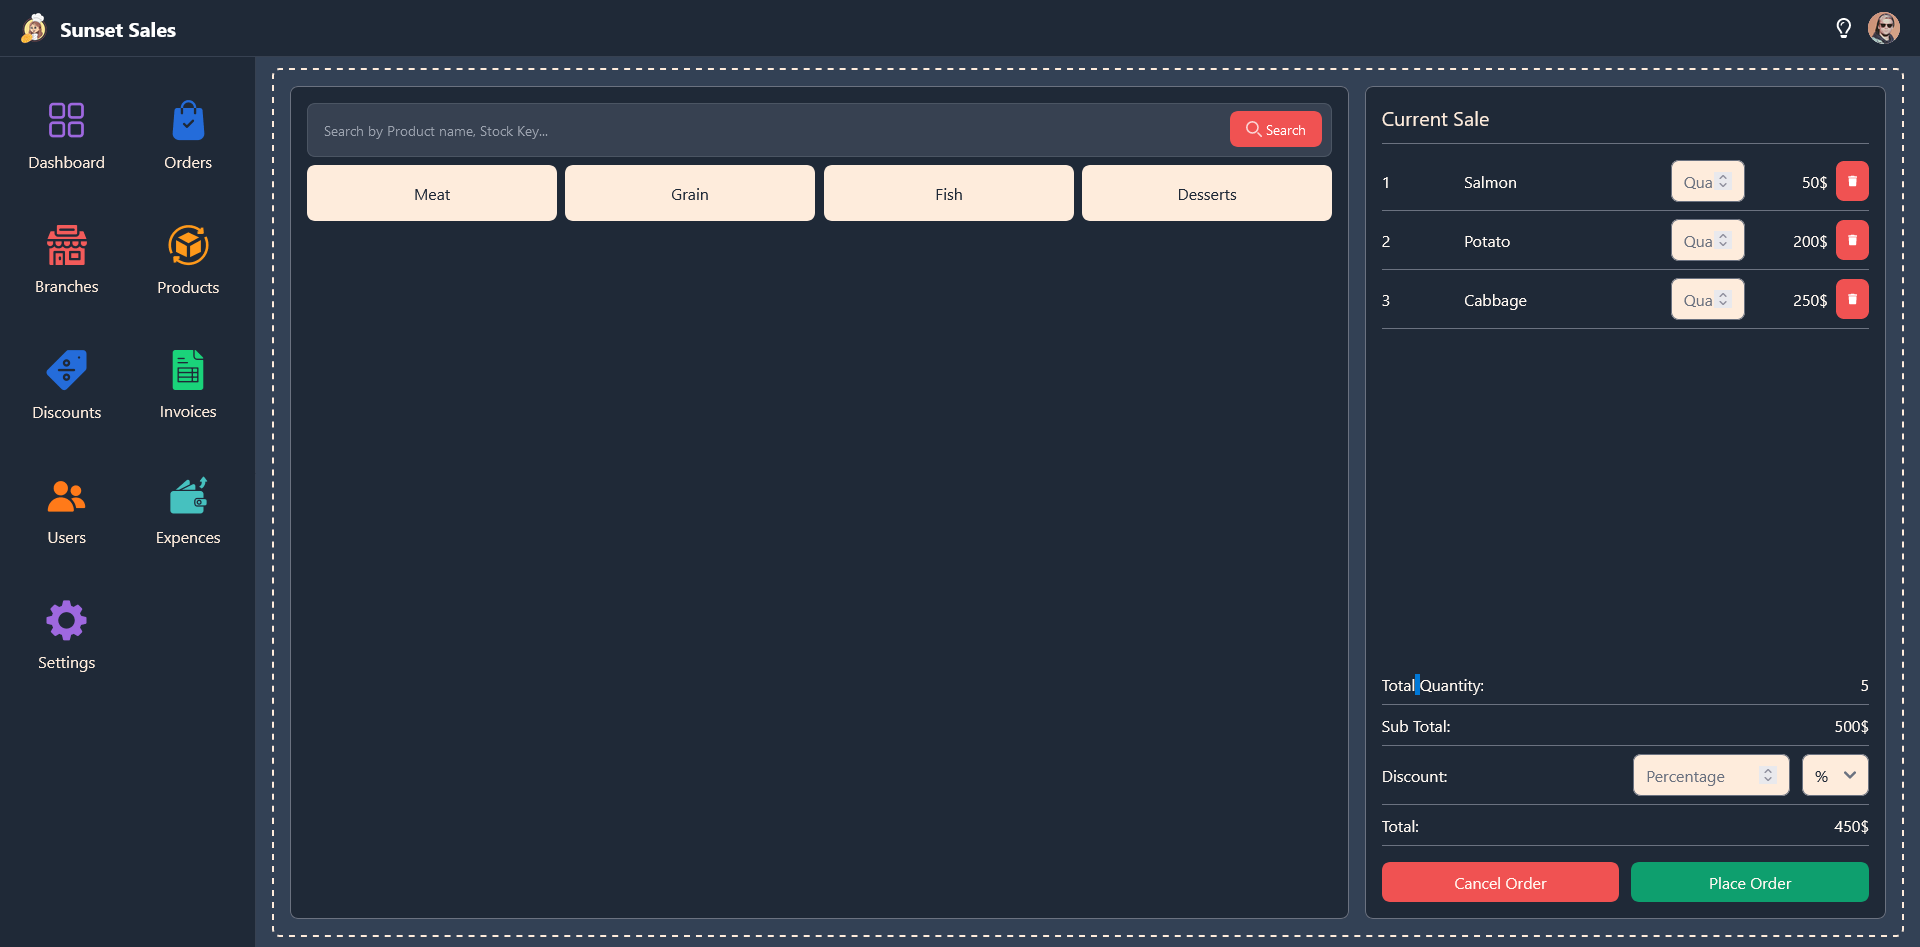 Sunset Sales
Dashboard
Orders
Branches
Products
Discounts
Invoices
Users
Expences
Settings
Search by Product name, Stock Key...
Search
Meat
Grain
Fish
Desserts
Current Sale
1 Salmon Qua 50$
2 Potato Qua 200$
3 Cabbage Qua 250$
Total Quantity: 5
Sub Total: 500$
Discount: Percentage %
Total: 450$
Cancel Order
Place Order